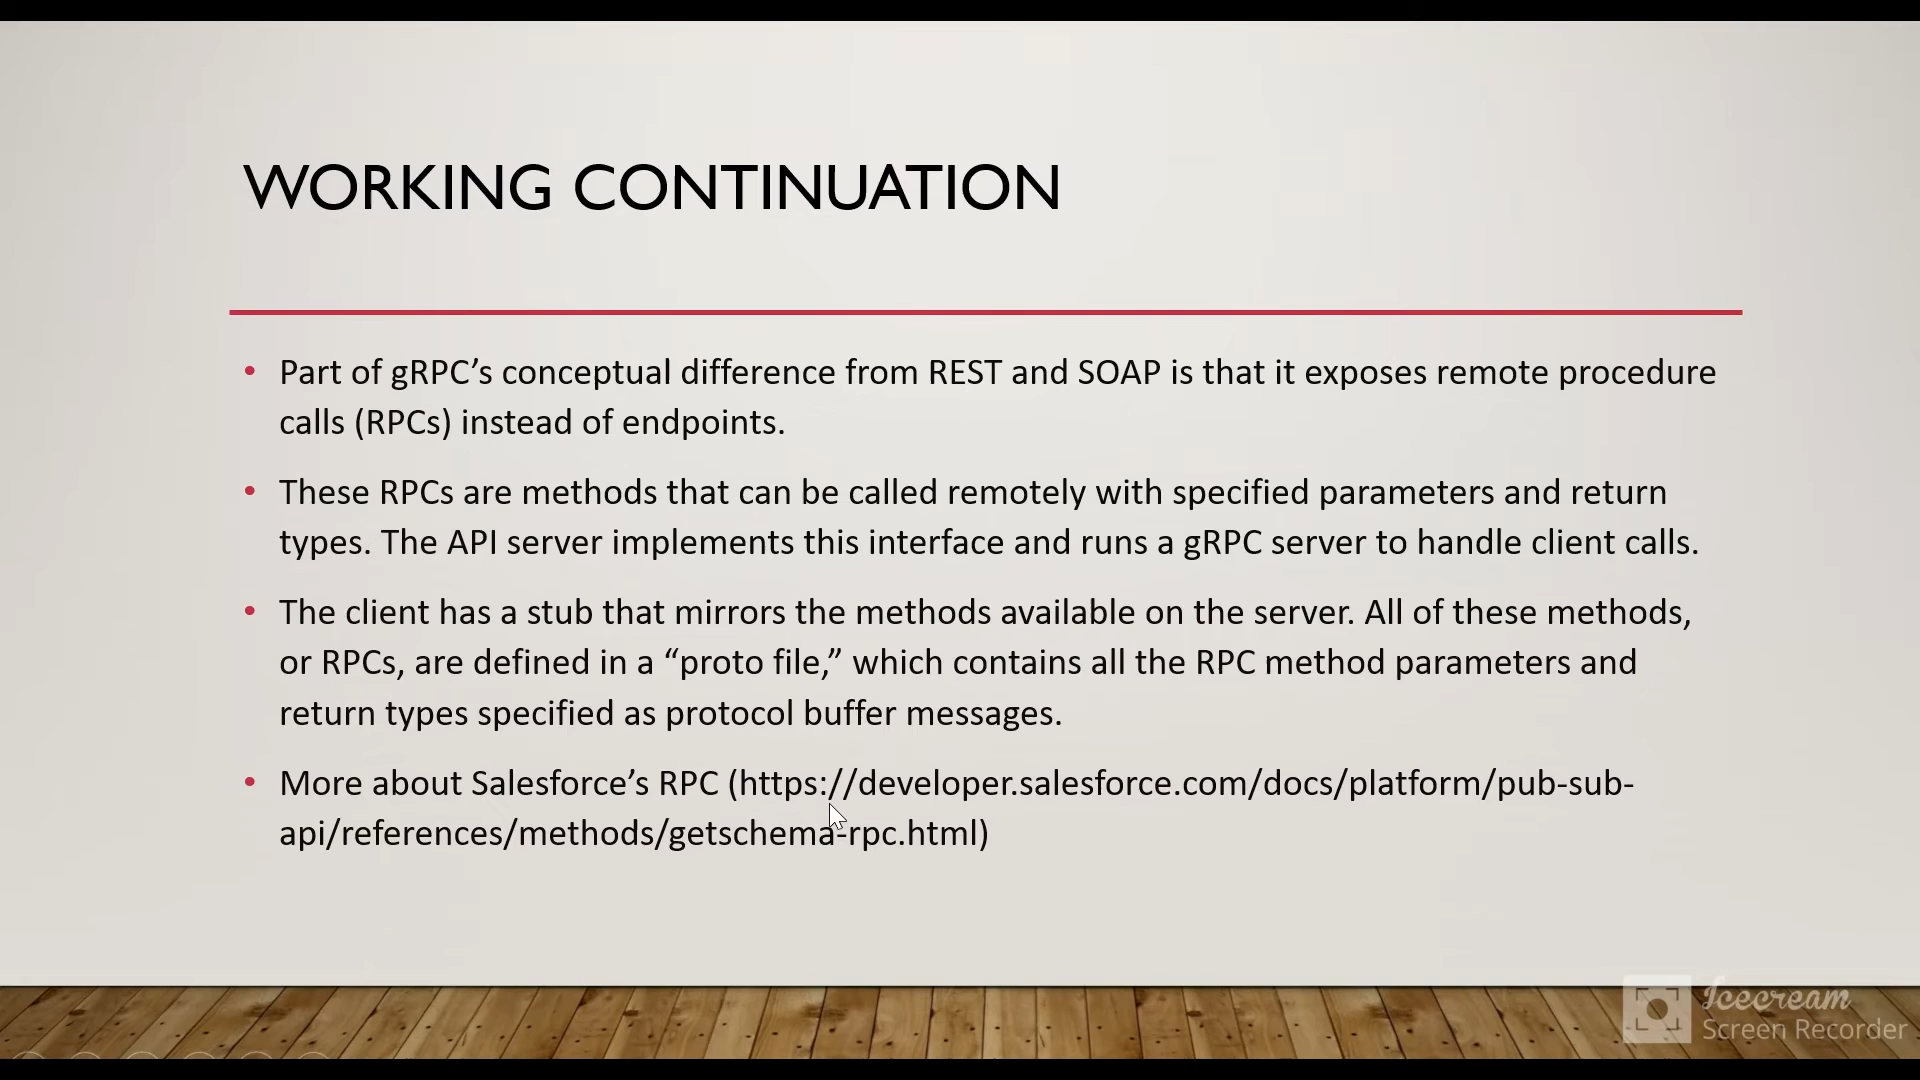 WORKING CONTINUATION
• Part of gRPC’s conceptual difference from REST and SOAP is that it exposes remote procedure
calls (RPCs) instead of endpoints.
• These RPCs are methods that can be called remotely with specified parameters and return
types. The API server implements this interface and runs a gRPC server to handle client calls.
• The client has a stub that mirrors the methods available on the server. All of these methods,
or RPCs, are defined in a “proto file,” which contains all the RPC method parameters and
return types specified as protocol buffer messages.
• More about Salesforce’s RPC (https://developer.salesforce.com/docs/platform/pub-sub-
api/references/methods/getschema-rpc.html)
Icecream
Screen Recorder